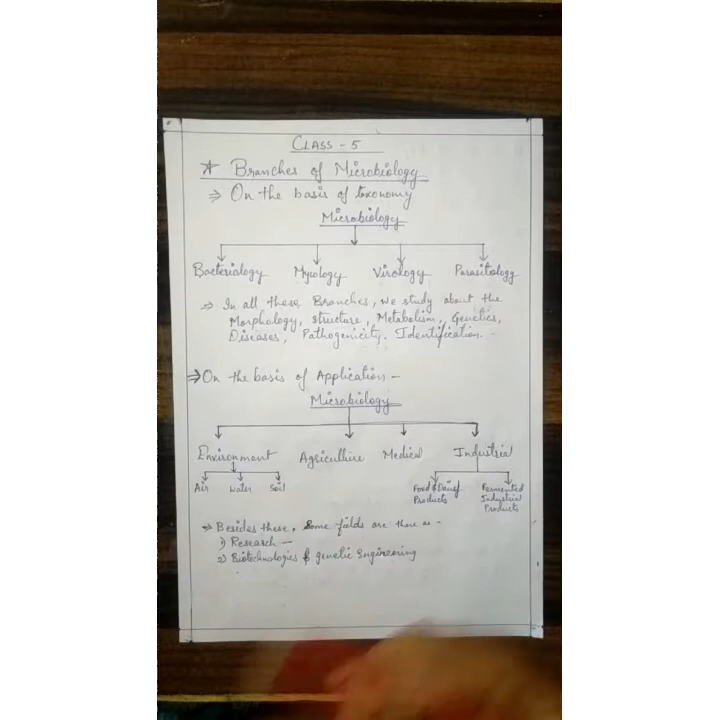 CLASS - 5
* Branches of Microbiology
⇒ On the basis of taxonomy
Microbiology
Bacteriology Mycology Virology Parasitology
⇒ In all these Branches, we study about the
Morphology, structure, Metabolism, Genetics,
Diseases, Pathogenicity. Identification. -
⇒ On the basis of Application -
Microbiology
Environment Agriculture Medical Industrial
Air Water Soil
Food & Dairy Products
Fermented Industrial Products
⇒ Besides these, Some fields are there as -
1) Research -
2) Biotechnologies & genetic Engineering